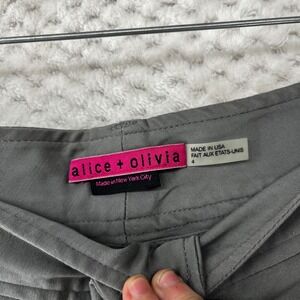 alice + olivia
Made in New York City
MADE IN USA
FAIT AUX ETATS-UNIS
4